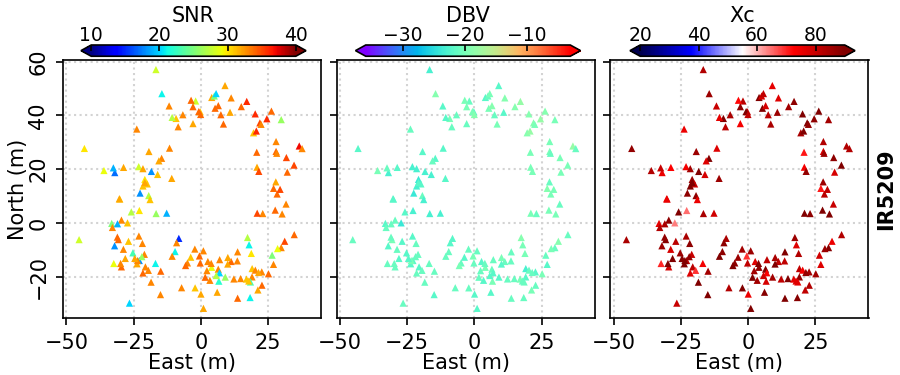 SNR DBV Xc
10 20 30 40 −30 −20 −10 20 40 60 80
60
40
20
0
−20
North (m)
IR5209
−50 −25 0 25 −50 −25 0 25 −50 −25 0 25
East (m) East (m) East (m)